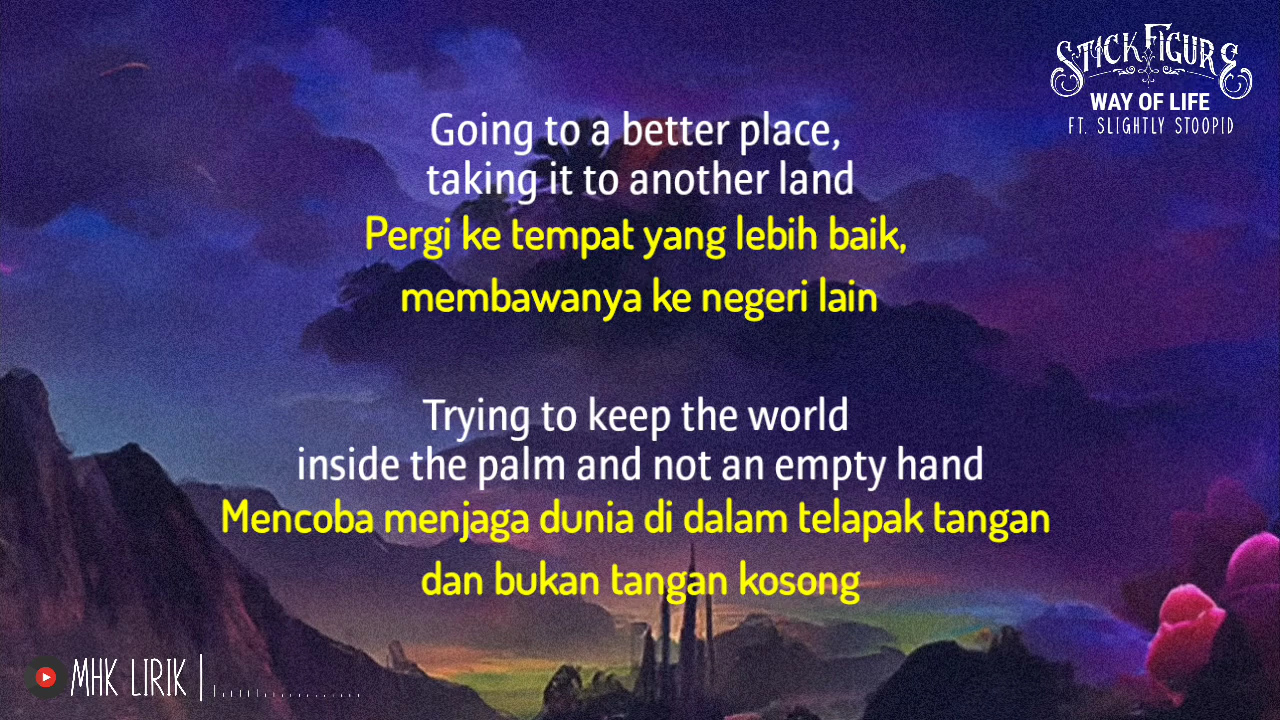 STICK FIGURE
WAY OF LIFE
FT. SLIGHTLY STOOPID
Going to a better place,
taking it to another land
Pergi ke tempat yang lebih baik,
membawanya ke negeri lain
Trying to keep the world
inside the palm and not an empty hand
Mencoba menjaga dunia di dalam telapak tangan
dan bukan tangan kosong
MHK LIRIK